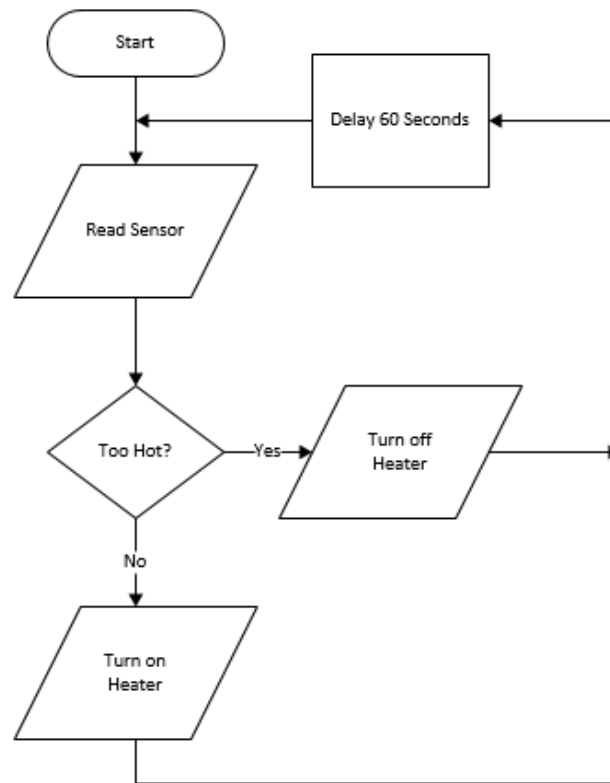 Start
Delay 60 Seconds
Read Sensor
Too Hot?
Yes
Turn off
Heater
No
Turn on
Heater